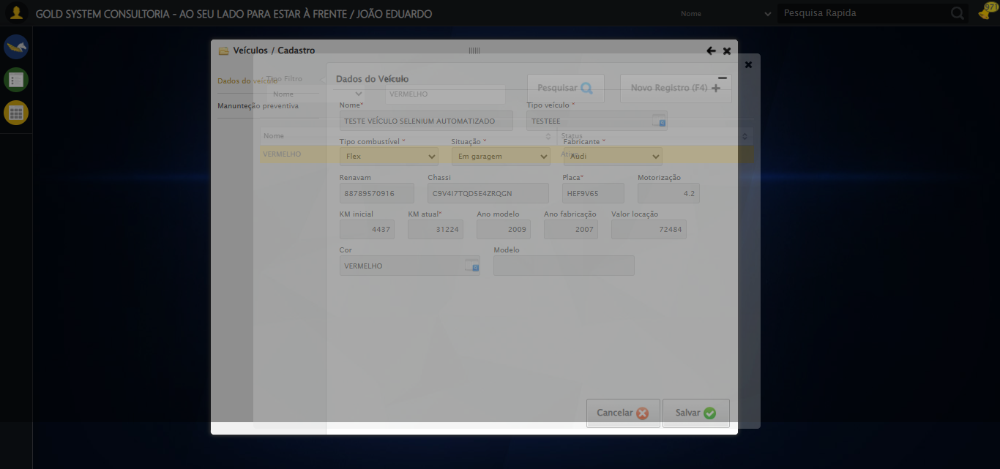 GOLD SYSTEM CONSULTORIA - AO SEU LADO PARA ESTAR À FRENTE / JOÃO EDUARDO
Nome
Pesquisa Rapida
971
Veículos / Cadastro
Dados do veículo
Tipo Filtro
Dados do Veículo
Nome
Manunteção preventiva
VERMELHO
Pesquisar
Novo Registro (F4)
Nome*
Tipo veículo *
TESTE VEÍCULO SELENIUM AUTOMATIZADO
TESTEEE
Nome
Status
Tipo combustível *
Situação *
Fabricante *
VERMELHO
Flex
Em garagem
Audi
Renavam
Chassi
Placa*
Motorização
88789570916
C9V4I7TQD5E4ZRQGN
HEF9V65
4.2
KM inicial
KM atual*
Ano modelo
Ano fabricação
Valor locação
4437
31224
2009
2007
72484
Cor
Modelo
VERMELHO
Cancelar
Salvar